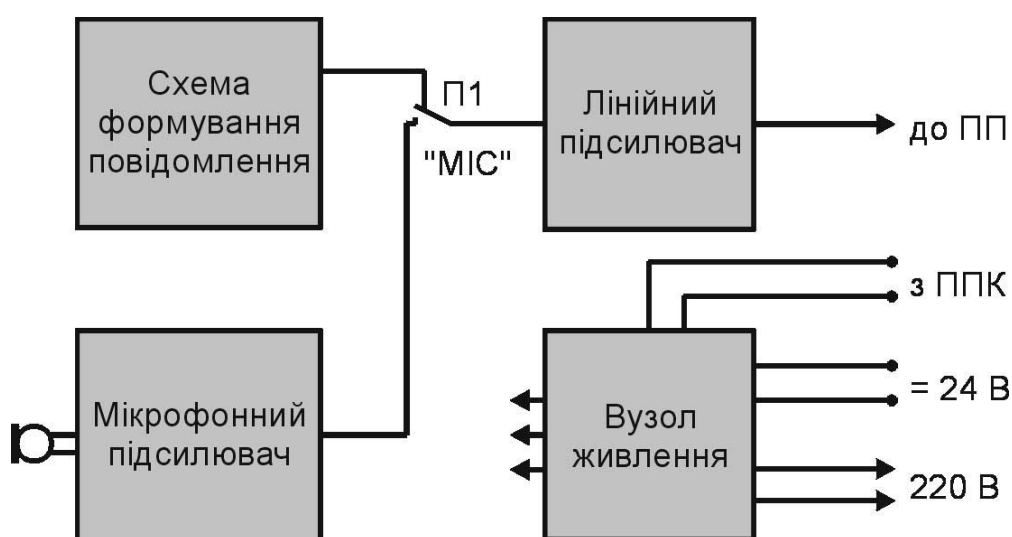 Схема
формування
повідомлення
П1
"МІС"
Лінійний
підсилювач
до ПП
з ППК
Мікрофонний
підсилювач
Вузол
живлення
= 24 В
220 В